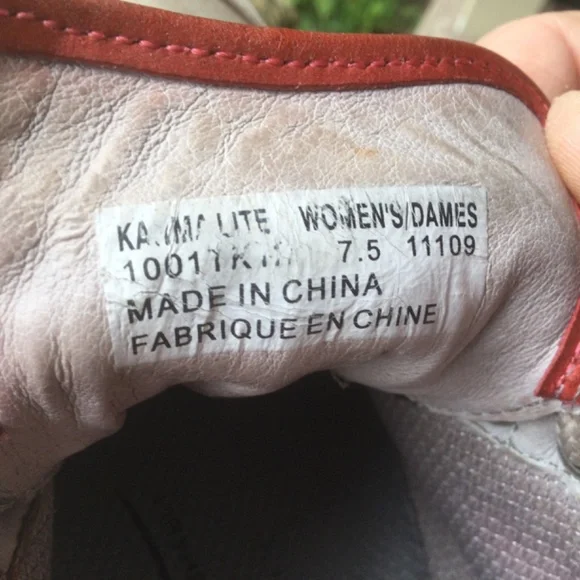 LITE WOMEN'S/DAMES
7.5 11109
MADE IN CHINA
FABRIQUE EN CHINE